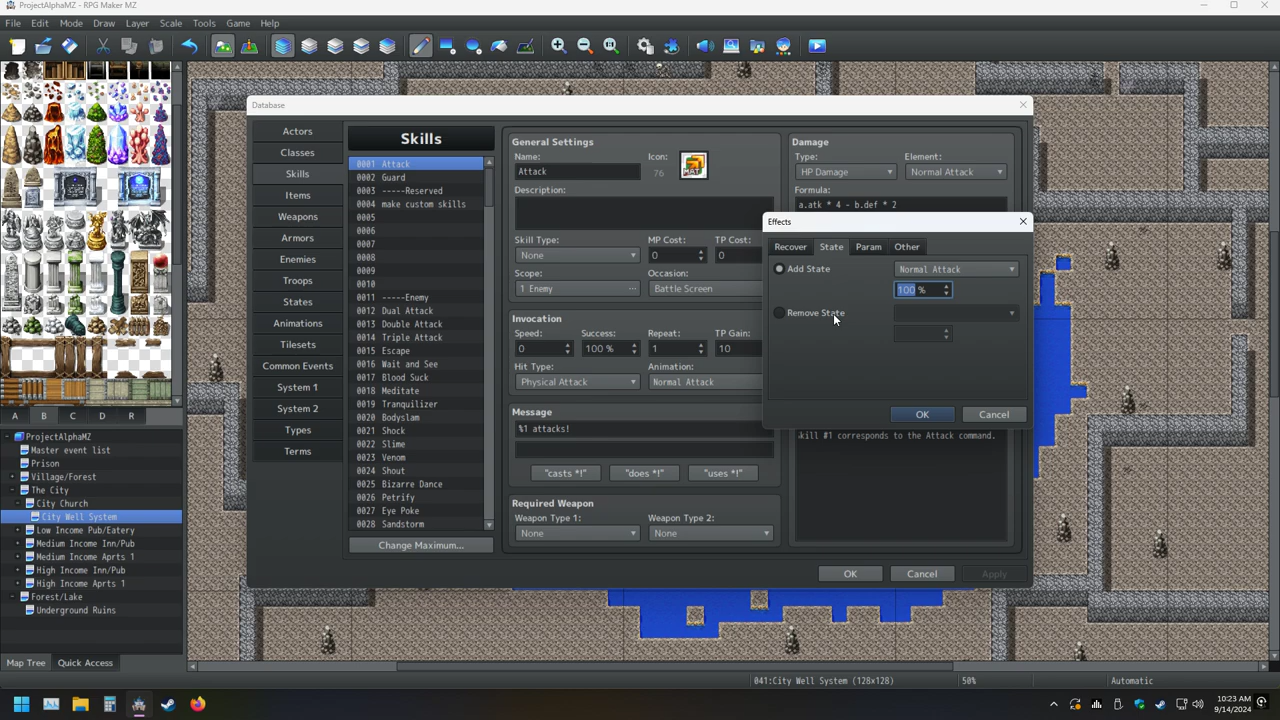 ProjectAlphaMZ - RPG Maker MZ
File Edit Mode Draw Layer Scale Tools Game Help
Database
Actors
Classes
Skills
Items
Weapons
Armors
Enemies
Troops
States
Animations
Tilesets
Common Events
System 1
System 2
Types
Terms
Skills
0001 Attack
0002 Guard
0003 -----Reserved
0004 make custom skills
0005
0006
0007
0008
0009
0010
0011 -----Enemy
0012 Dual Attack
0013 Double Attack
0014 Triple Attack
0015 Escape
0016 Wait and See
0017 Blood Suck
0018 Meditate
0019 Tranquilizer
0020 Bodyslam
0021 Shock
0022 Slime
0023 Venom
0024 Shout
0025 Bizarre Dance
0026 Petrify
0027 Eye Poke
0028 Sandstorm
Change Maximum...
General Settings
Name: Icon:
Attack 76
MAT
Description:
Skill Type: MP Cost: TP Cost:
None 0 0
Scope: Occasion:
1 Enemy ... Battle Screen
Invocation
Speed: Success: Repeat: TP Gain:
0 100 % 1 10
Hit Type: Animation:
Physical Attack Normal Attack
Message
%1 attacks!
"casts *!" "does *!" "uses *!"
Required Weapon
Weapon Type 1: Weapon Type 2:
None None
Damage
Type: Element:
HP Damage Normal Attack
Formula:
a.atk * 4 - b.def * 2
Effects
Recover State Param Other
Add State Normal Attack
100 %
Remove State
OK Cancel
kill #1 corresponds to the Attack command.
OK Cancel Apply
A B C D R
ProjectAlphaMZ
Master event list
Prison
Village/Forest
The City
City Church
City Well System
Low Income Pub/Eatery
Medium Income Inn/Pub
Medium Income Aprts 1
High Income Inn/Pub
High Income Aprts 1
Forest/Lake
Underground Ruins
Map Tree Quick Access
041:City Well System (128x128) 50% Automatic
10:23 AM
9/14/2024